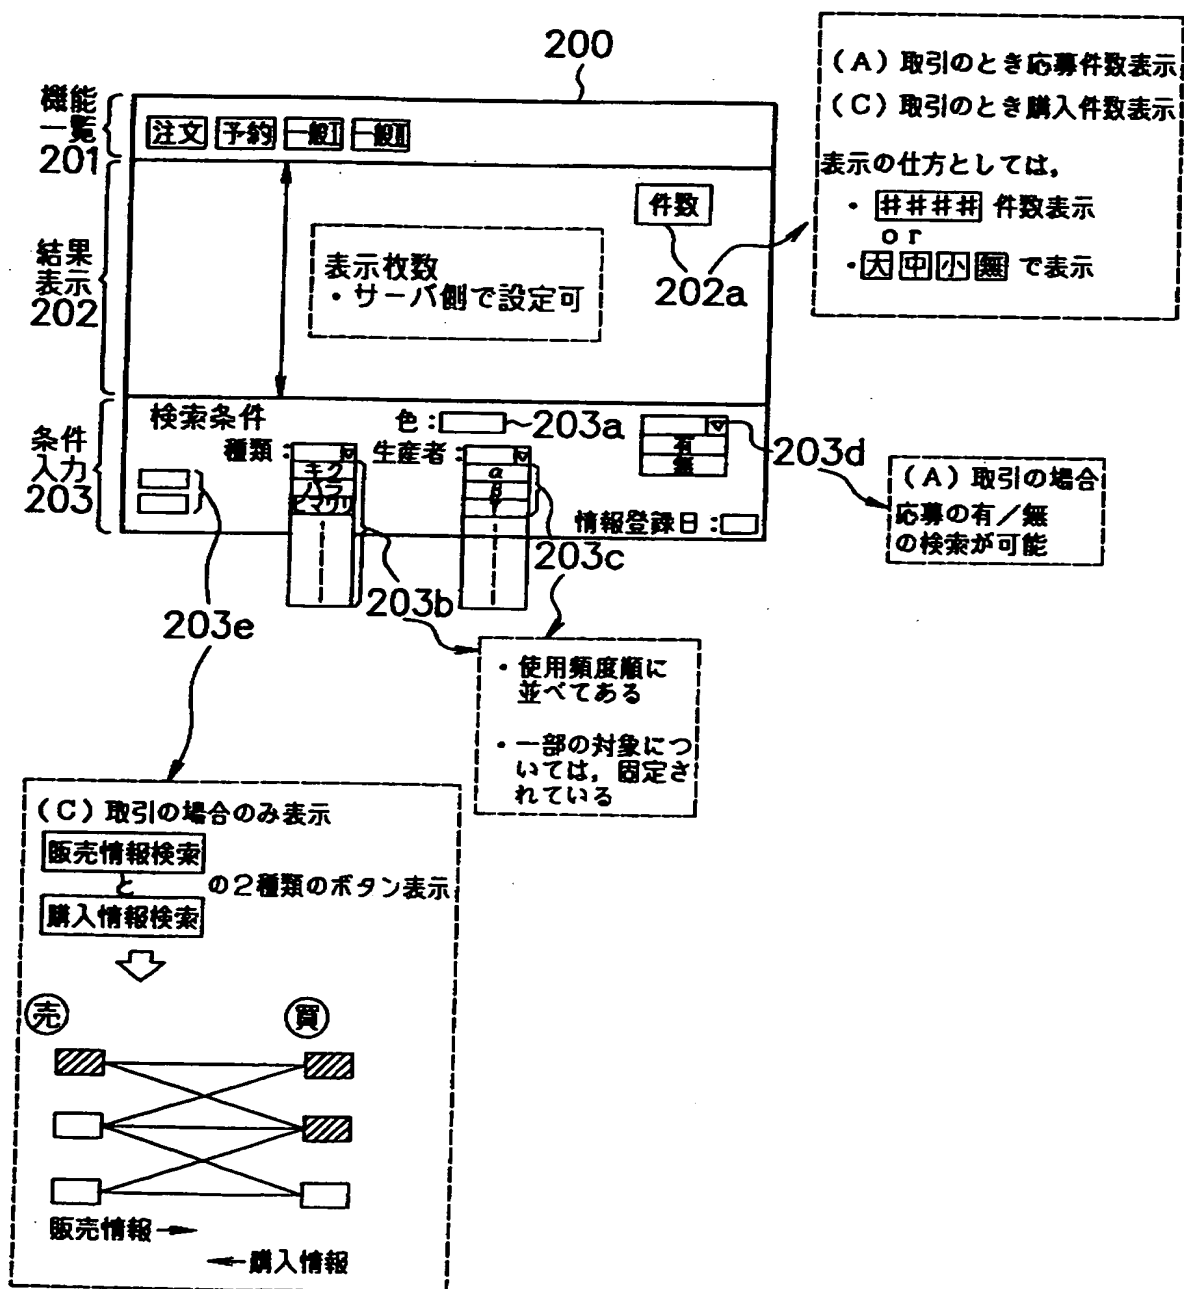 200
機能
一覧
201
注文 予約 一般I 一般II
(A)取引のとき応募件数表示
(C)取引のとき購入件数表示
表示の仕方としては,
・#### 件数表示
or
・大 中 小 無 で表示
結果
表示
202
件数
202a
表示枚数
・サーバ側で設定可
条件
入力
203
検索条件
色:
203a
有
無
203d
種類:
キク
バラ
ヒマワリ
生産者:
α
β
γ
情報登録日:
203b
203c
203e
(A)取引の場合
応募の有/無
の検索が可能
・使用頻度順に
並べてある
・一部の対象につ
いては,固定さ
れている
(C)取引の場合のみ表示
販売情報検索
と
の2種類のボタン表示
購入情報検索
売
買
販売情報→
←購入情報